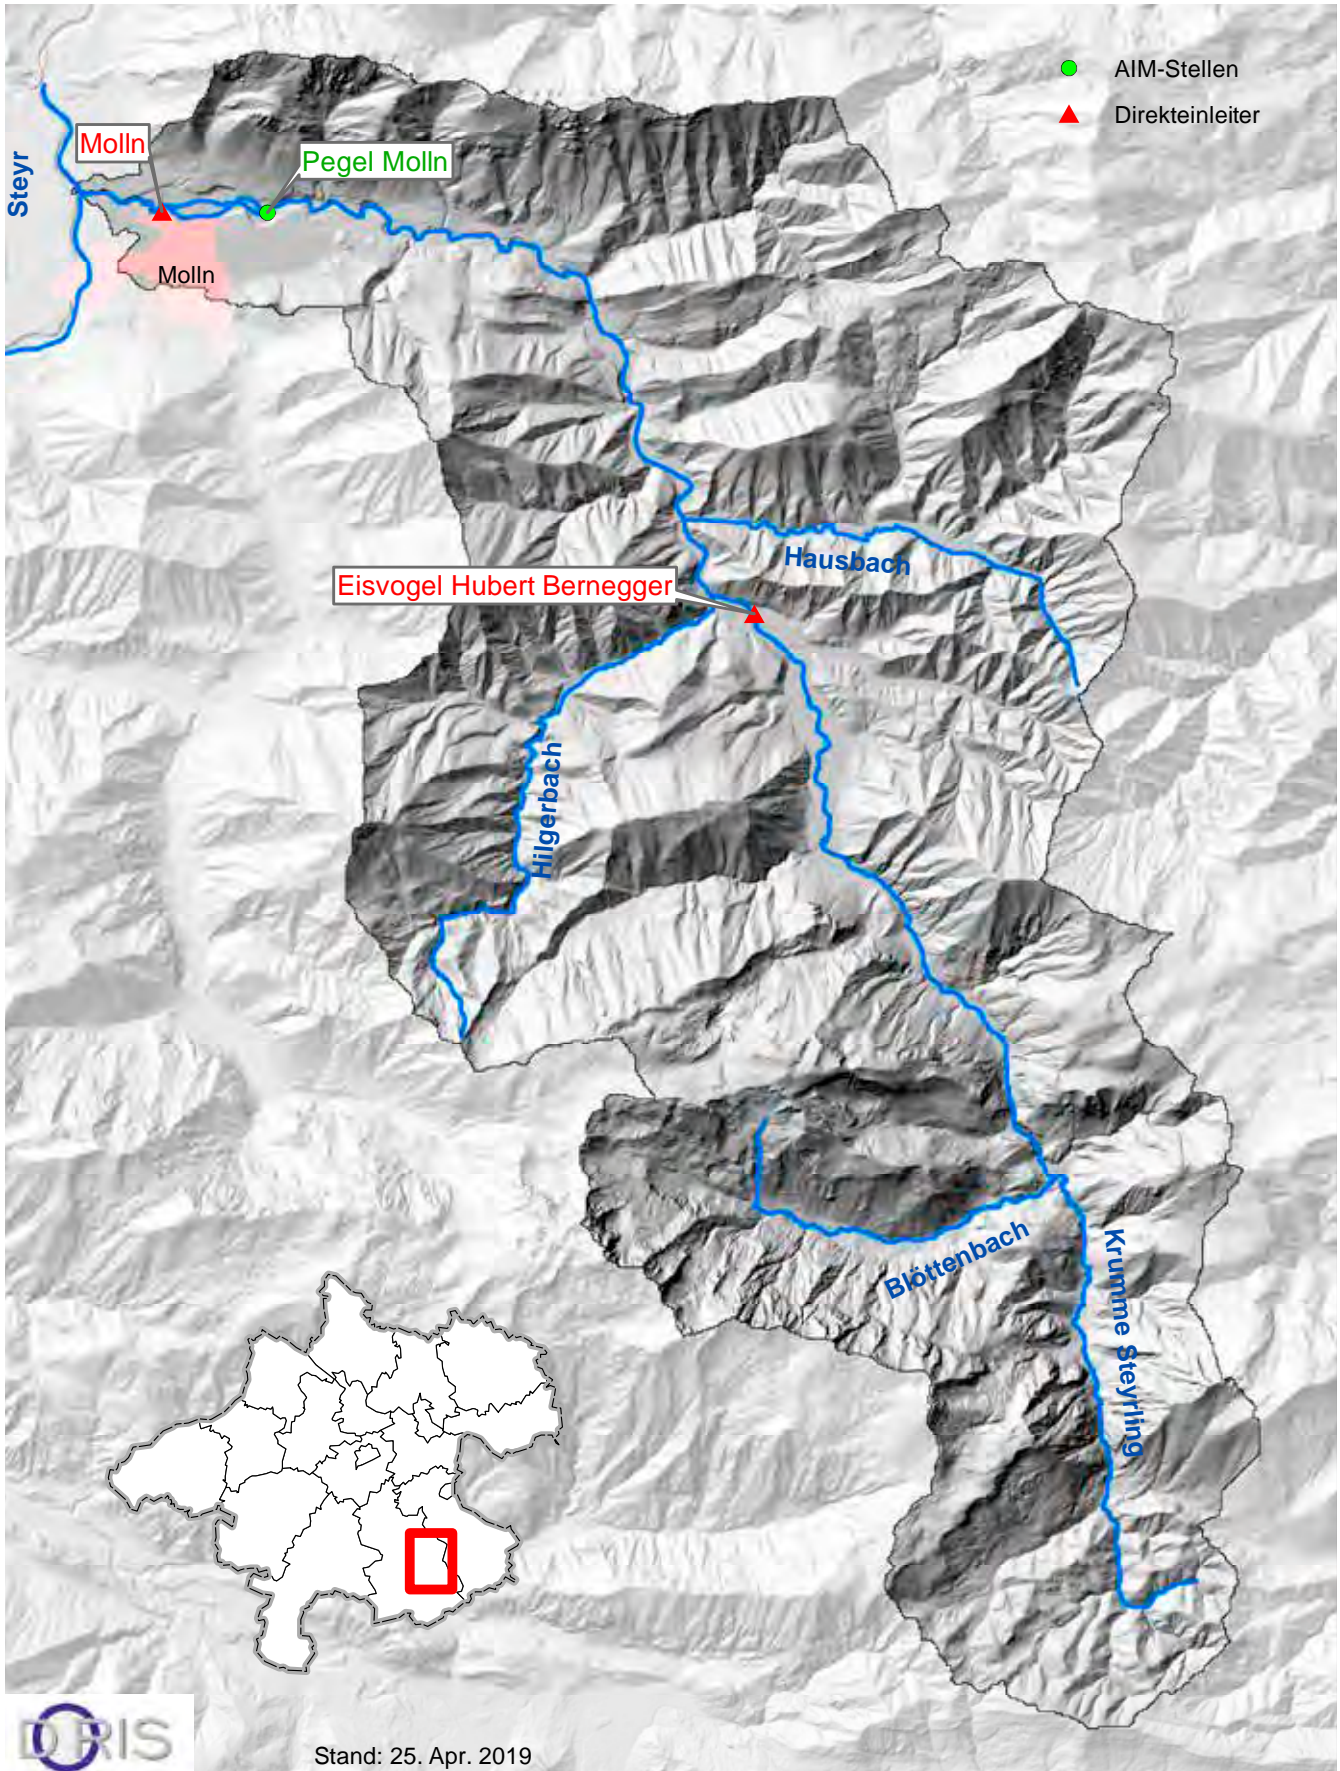 AIM-Stellen
Direkteinleiter
Molln
Pegel Molln
Steyr
Molln
Hausbach
Eisvogel Hubert Bernegger
Hilgerbach
Blöttenbach
Krumme Steyrling
DORIS
Stand: 25. Apr. 2019